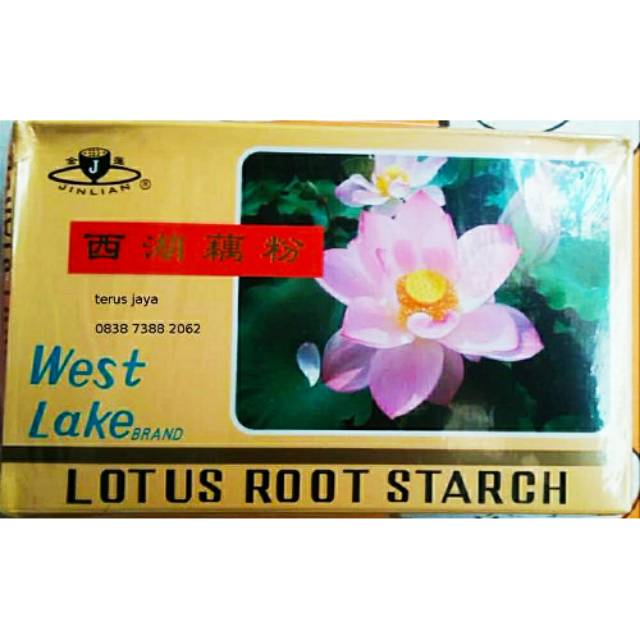 金 蓮
J
JINLIAN ®
西湖藕粉
terus jaya
0838 7388 2062
West
Lake BRAND
LOTUS ROOT STARCH